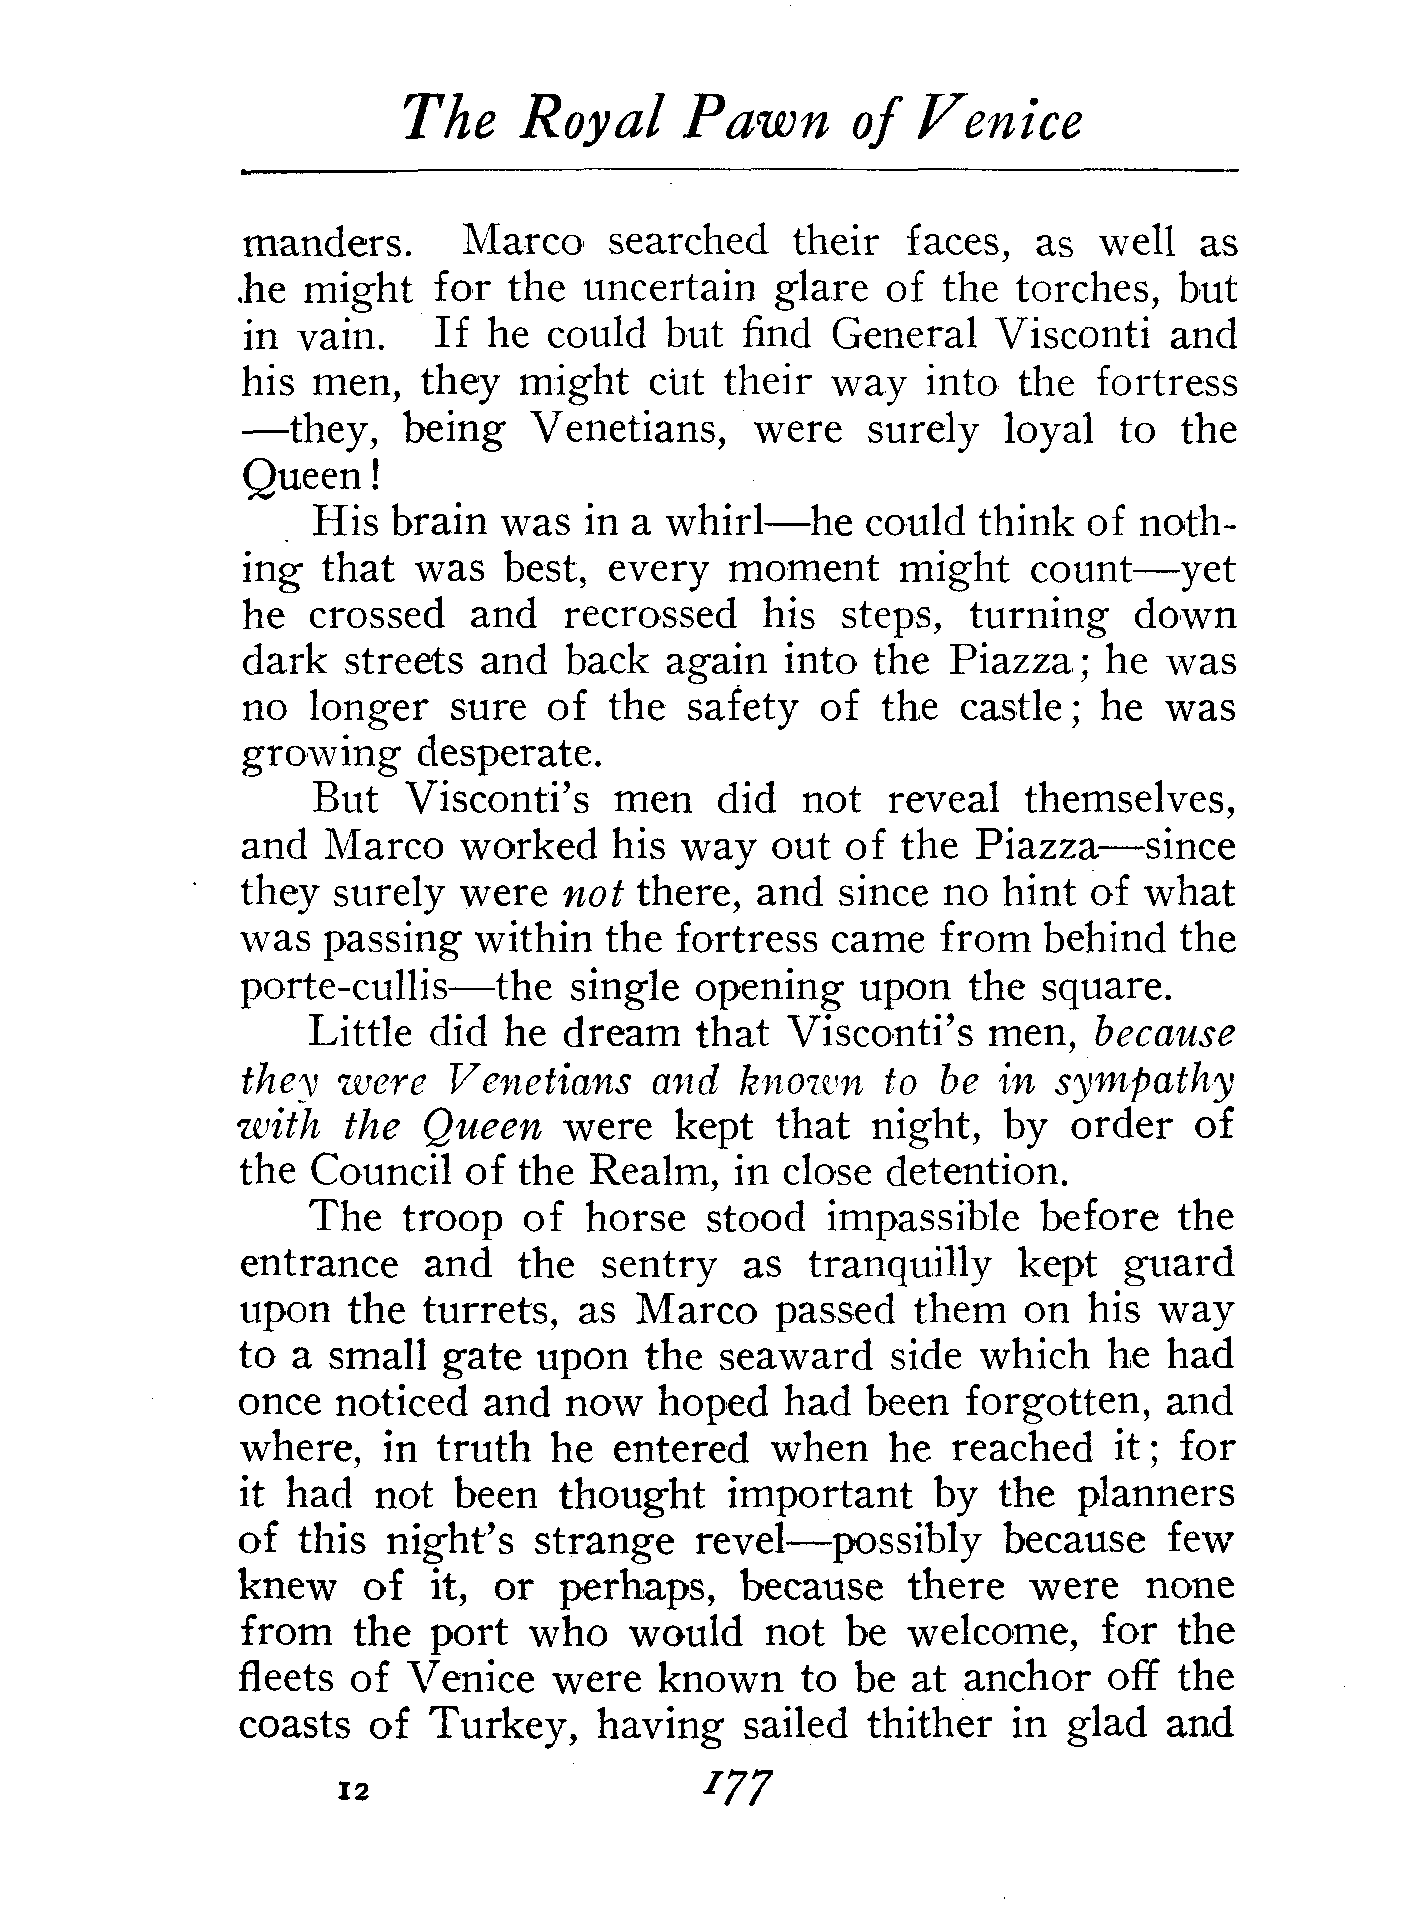 The Royal Pawn of Venice
manders. Marco searched their faces, as well as
he might for the uncertain glare of the torches, but
in vain. If he could but find General Visconti and
his men, they might cut their way into the fortress
—they, being Venetians, were surely loyal to the
Queen!
His brain was in a whirl—he could think of noth-
ing that was best, every moment might count—yet
he crossed and recrossed his steps, turning down
dark streets and back again into the Piazza; he was
no longer sure of the safety of the castle; he was
growing desperate.
But Visconti's men did not reveal themselves,
and Marco worked his way out of the Piazza—since
they surely were not there, and since no hint of what
was passing within the fortress came from behind the
porte-cullis—the single opening upon the square.
Little did he dream that Visconti's men, because
they were Venetians and known to be in sympathy
with the Queen were kept that night, by order of
the Council of the Realm, in close detention.
The troop of horse stood impassible before the
entrance and the sentry as tranquilly kept guard
upon the turrets, as Marco passed them on his way
to a small gate upon the seaward side which he had
once noticed and now hoped had been forgotten, and
where, in truth he entered when he reached it; for
it had not been thought important by the planners
of this night's strange revel—possibly because few
knew of it, or perhaps, because there were none
from the port who would not be welcome, for the
fleets of Venice were known to be at anchor off the
coasts of Turkey, having sailed thither in glad and
12 177